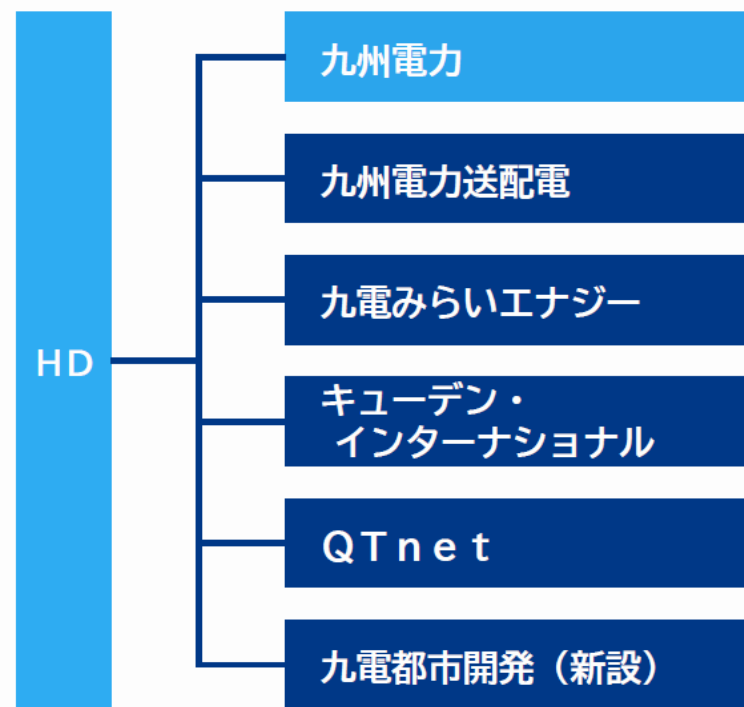 九州電力
九州電力送配電
九電みらいエナジー
HD
キューデン・
インターナショナル
QTnet
九電都市開発（新設）